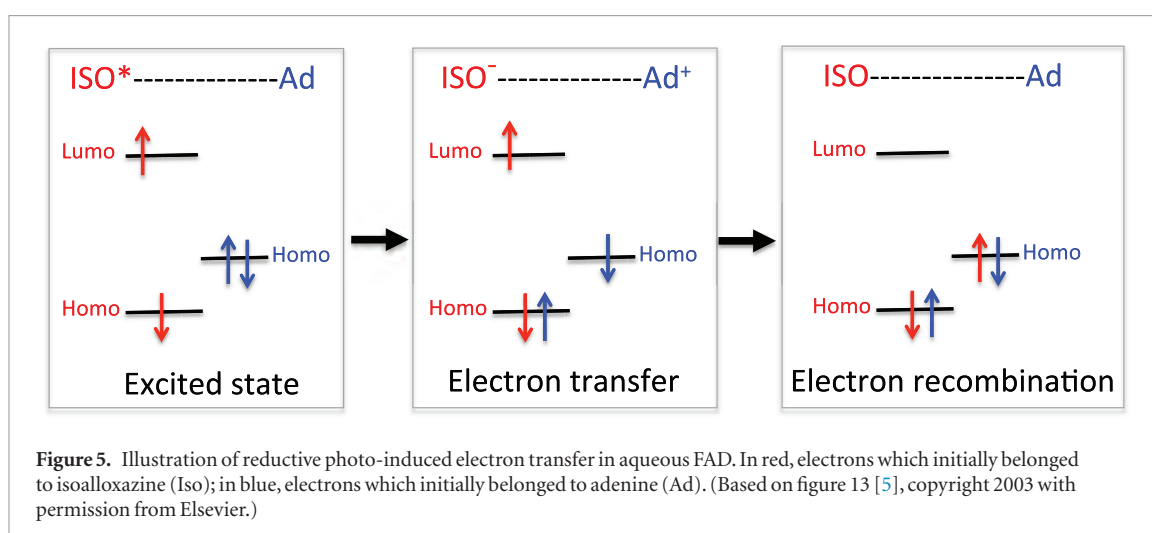 ISO*---------------Ad
Lumo
Homo
Homo
Excited state
ISO⁻---------------Ad⁺
Lumo
Homo
Homo
Electron transfer
ISO---------------Ad
Lumo
Homo
Homo
Electron recombination
Figure 5. Illustration of reductive photo-induced electron transfer in aqueous FAD. In red, electrons which initially belonged
to isoalloxazine (Iso); in blue, electrons which initially belonged to adenine (Ad). (Based on figure 13 [5], copyright 2003 with
permission from Elsevier.)